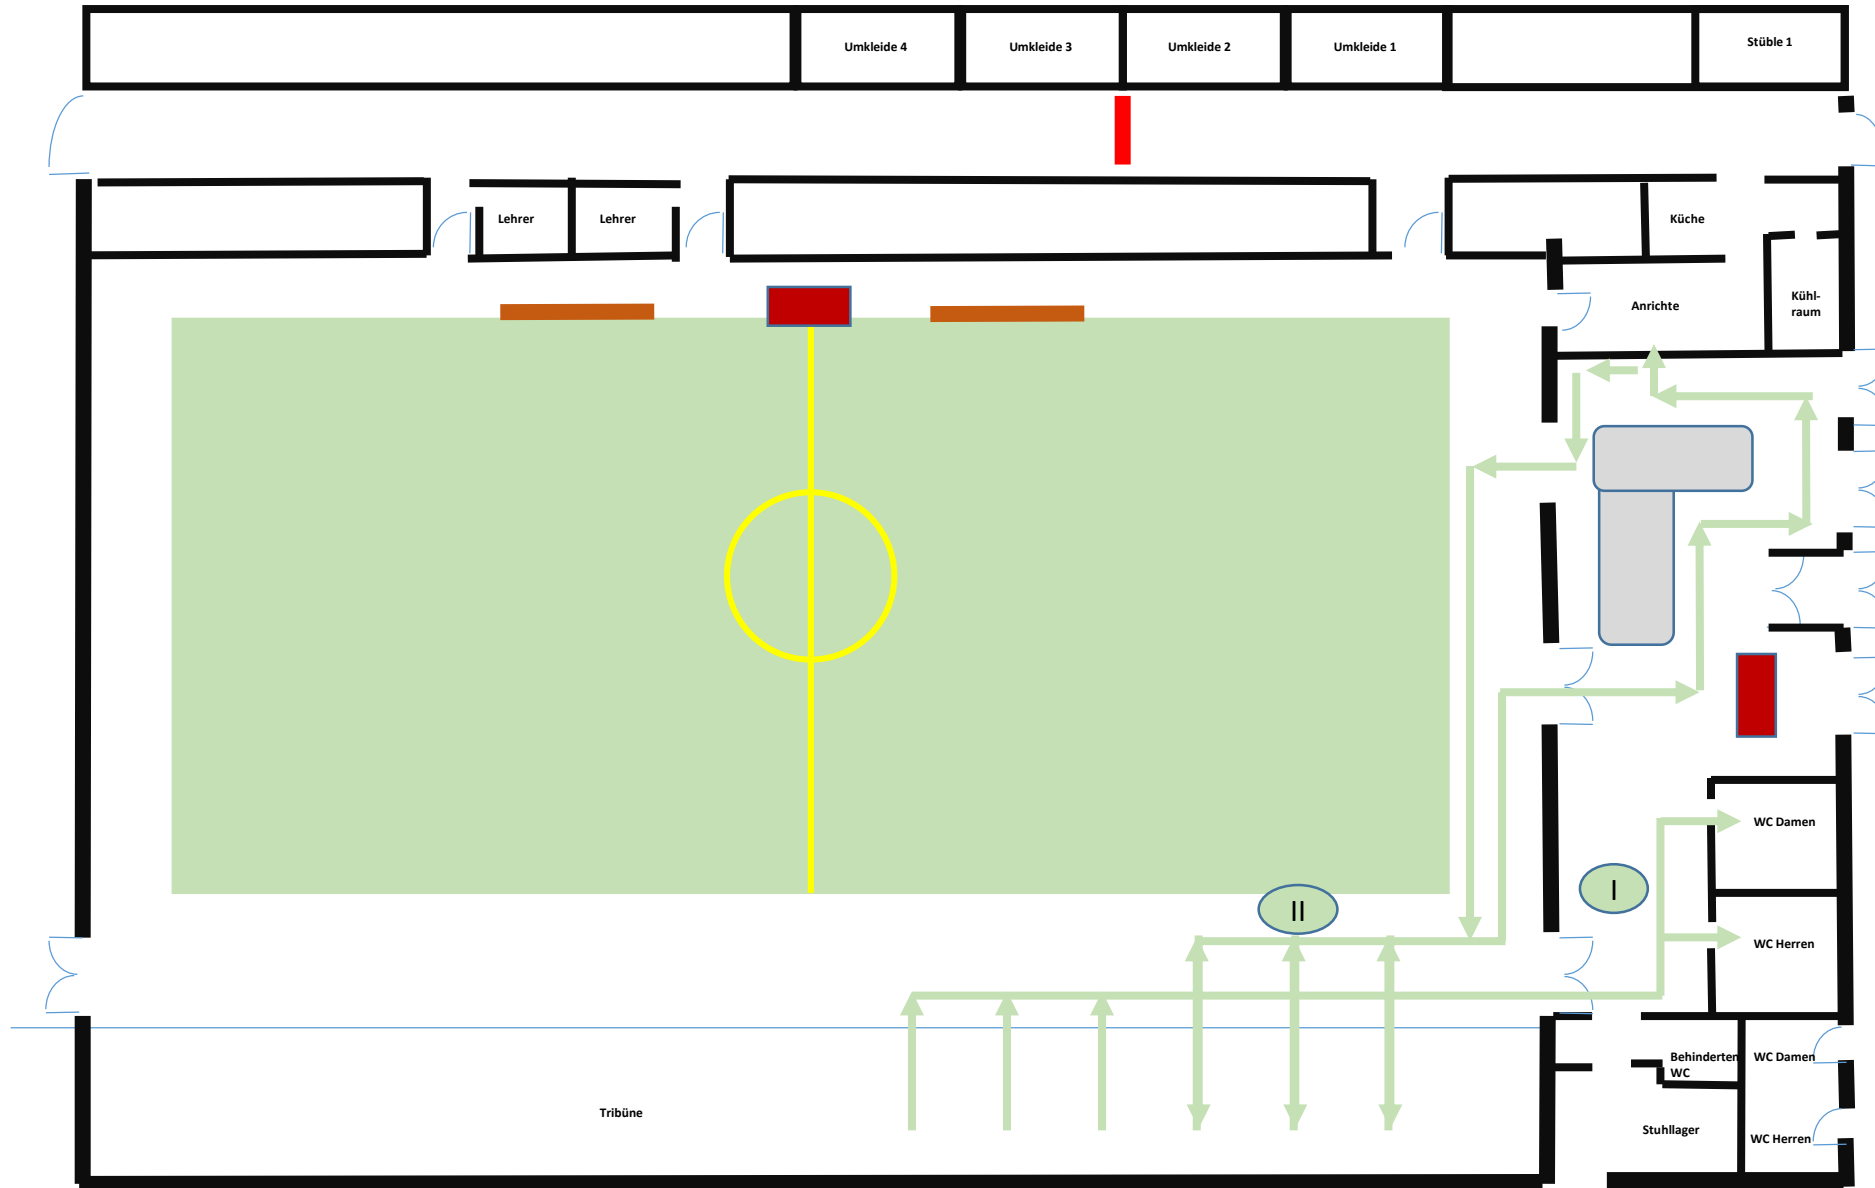 Umkleide 4
Umkleide 3
Umkleide 2
Umkleide 1
Stüble 1
Lehrer
Lehrer
Küche
Anrichte
Kühl-
raum
WC Damen
I
II
WC Herren
Behinderten
WC
WC Damen
Tribüne
Stuhllager
WC Herren